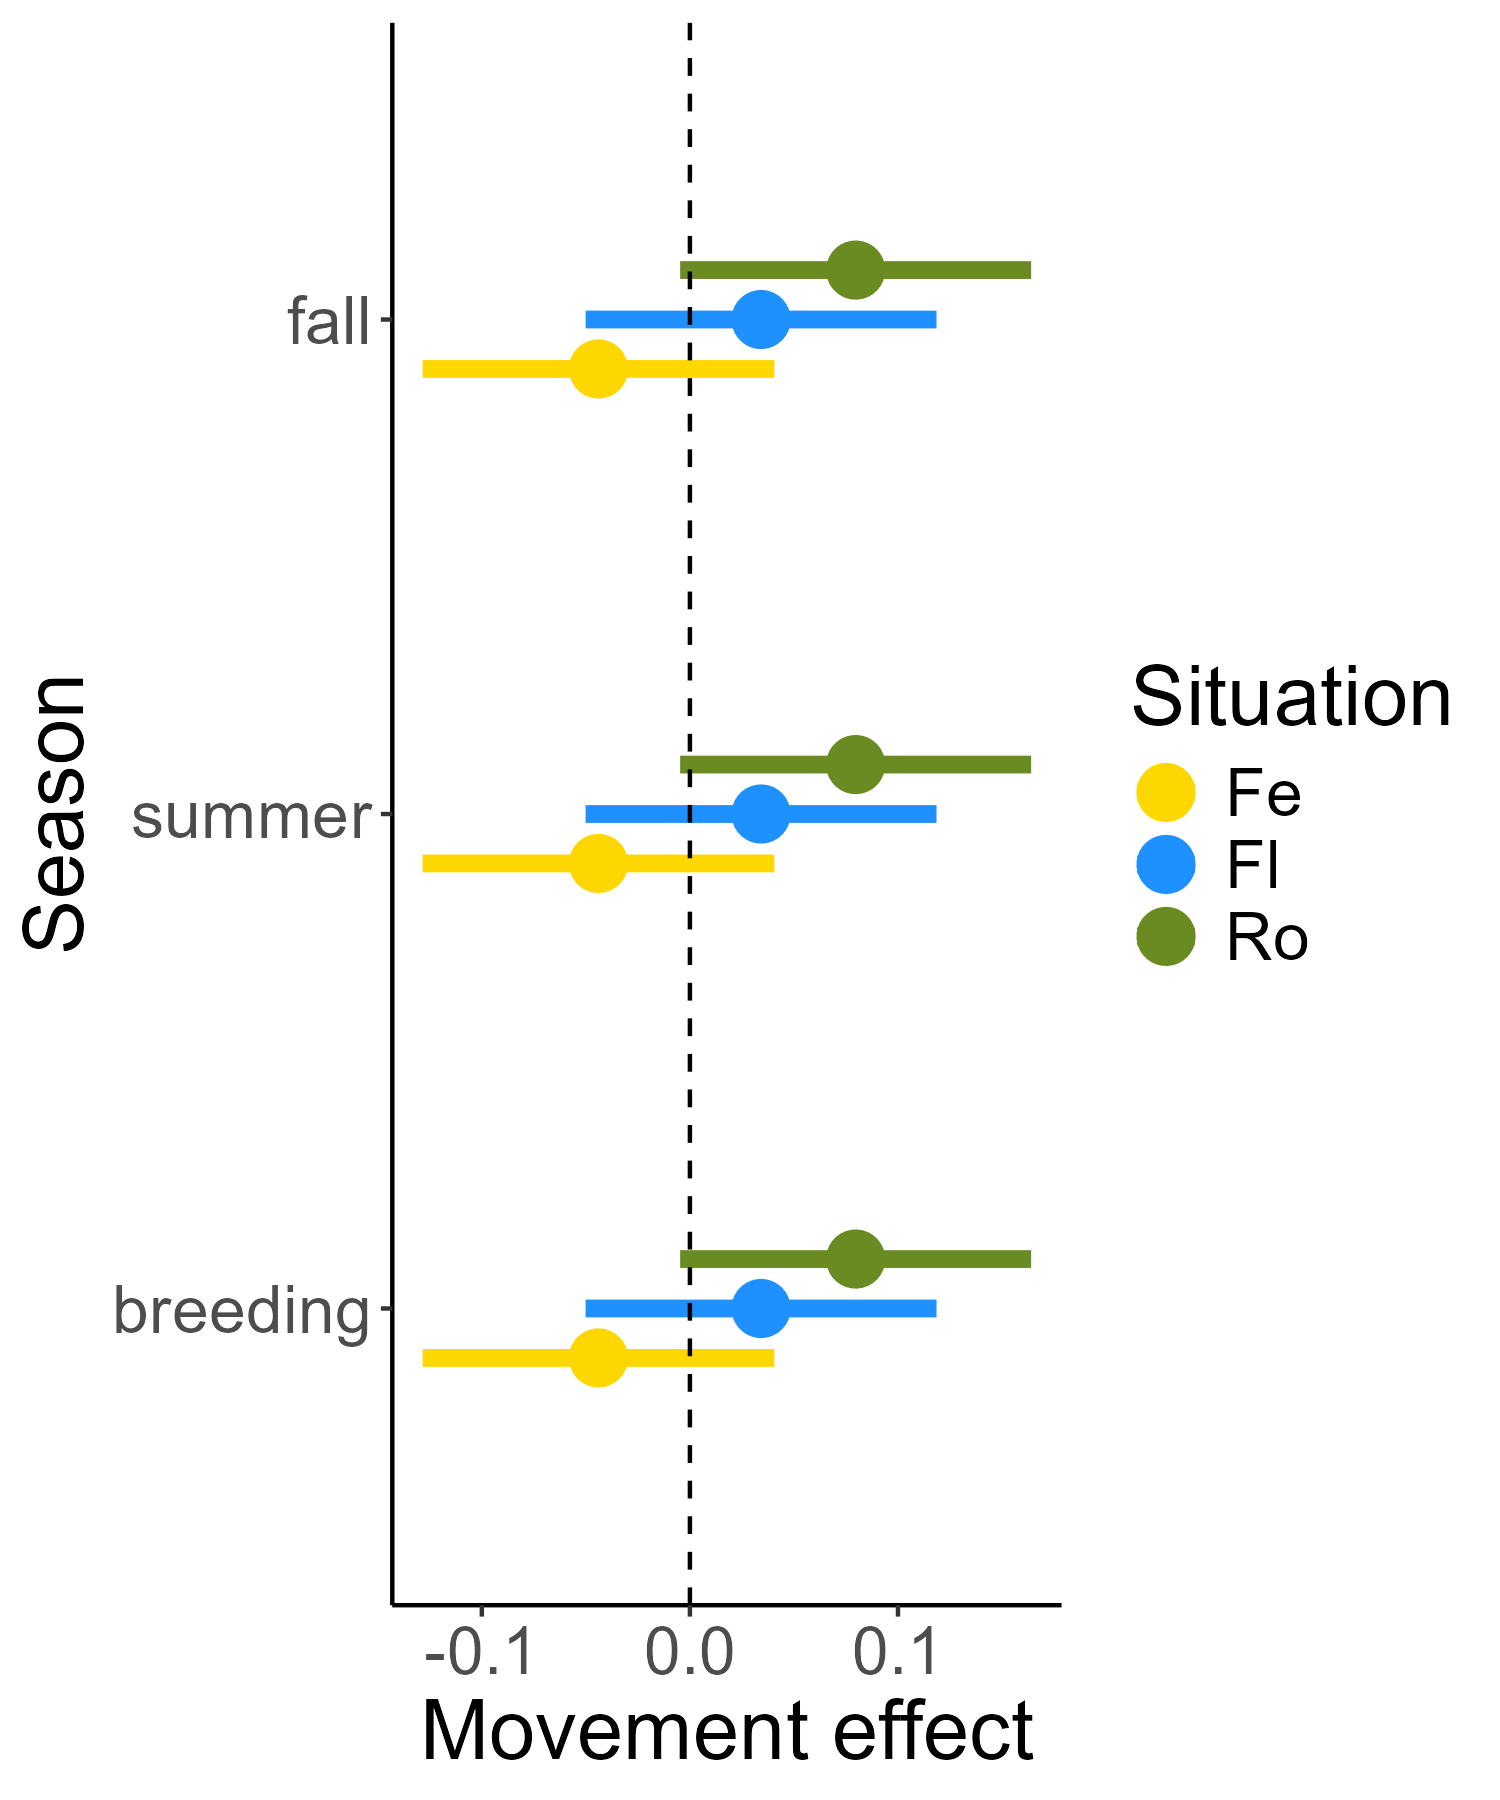 Season
fall
summer
breeding
-0.1 0.0 0.1
Movement effect
Situation
Fe
Fl
Ro